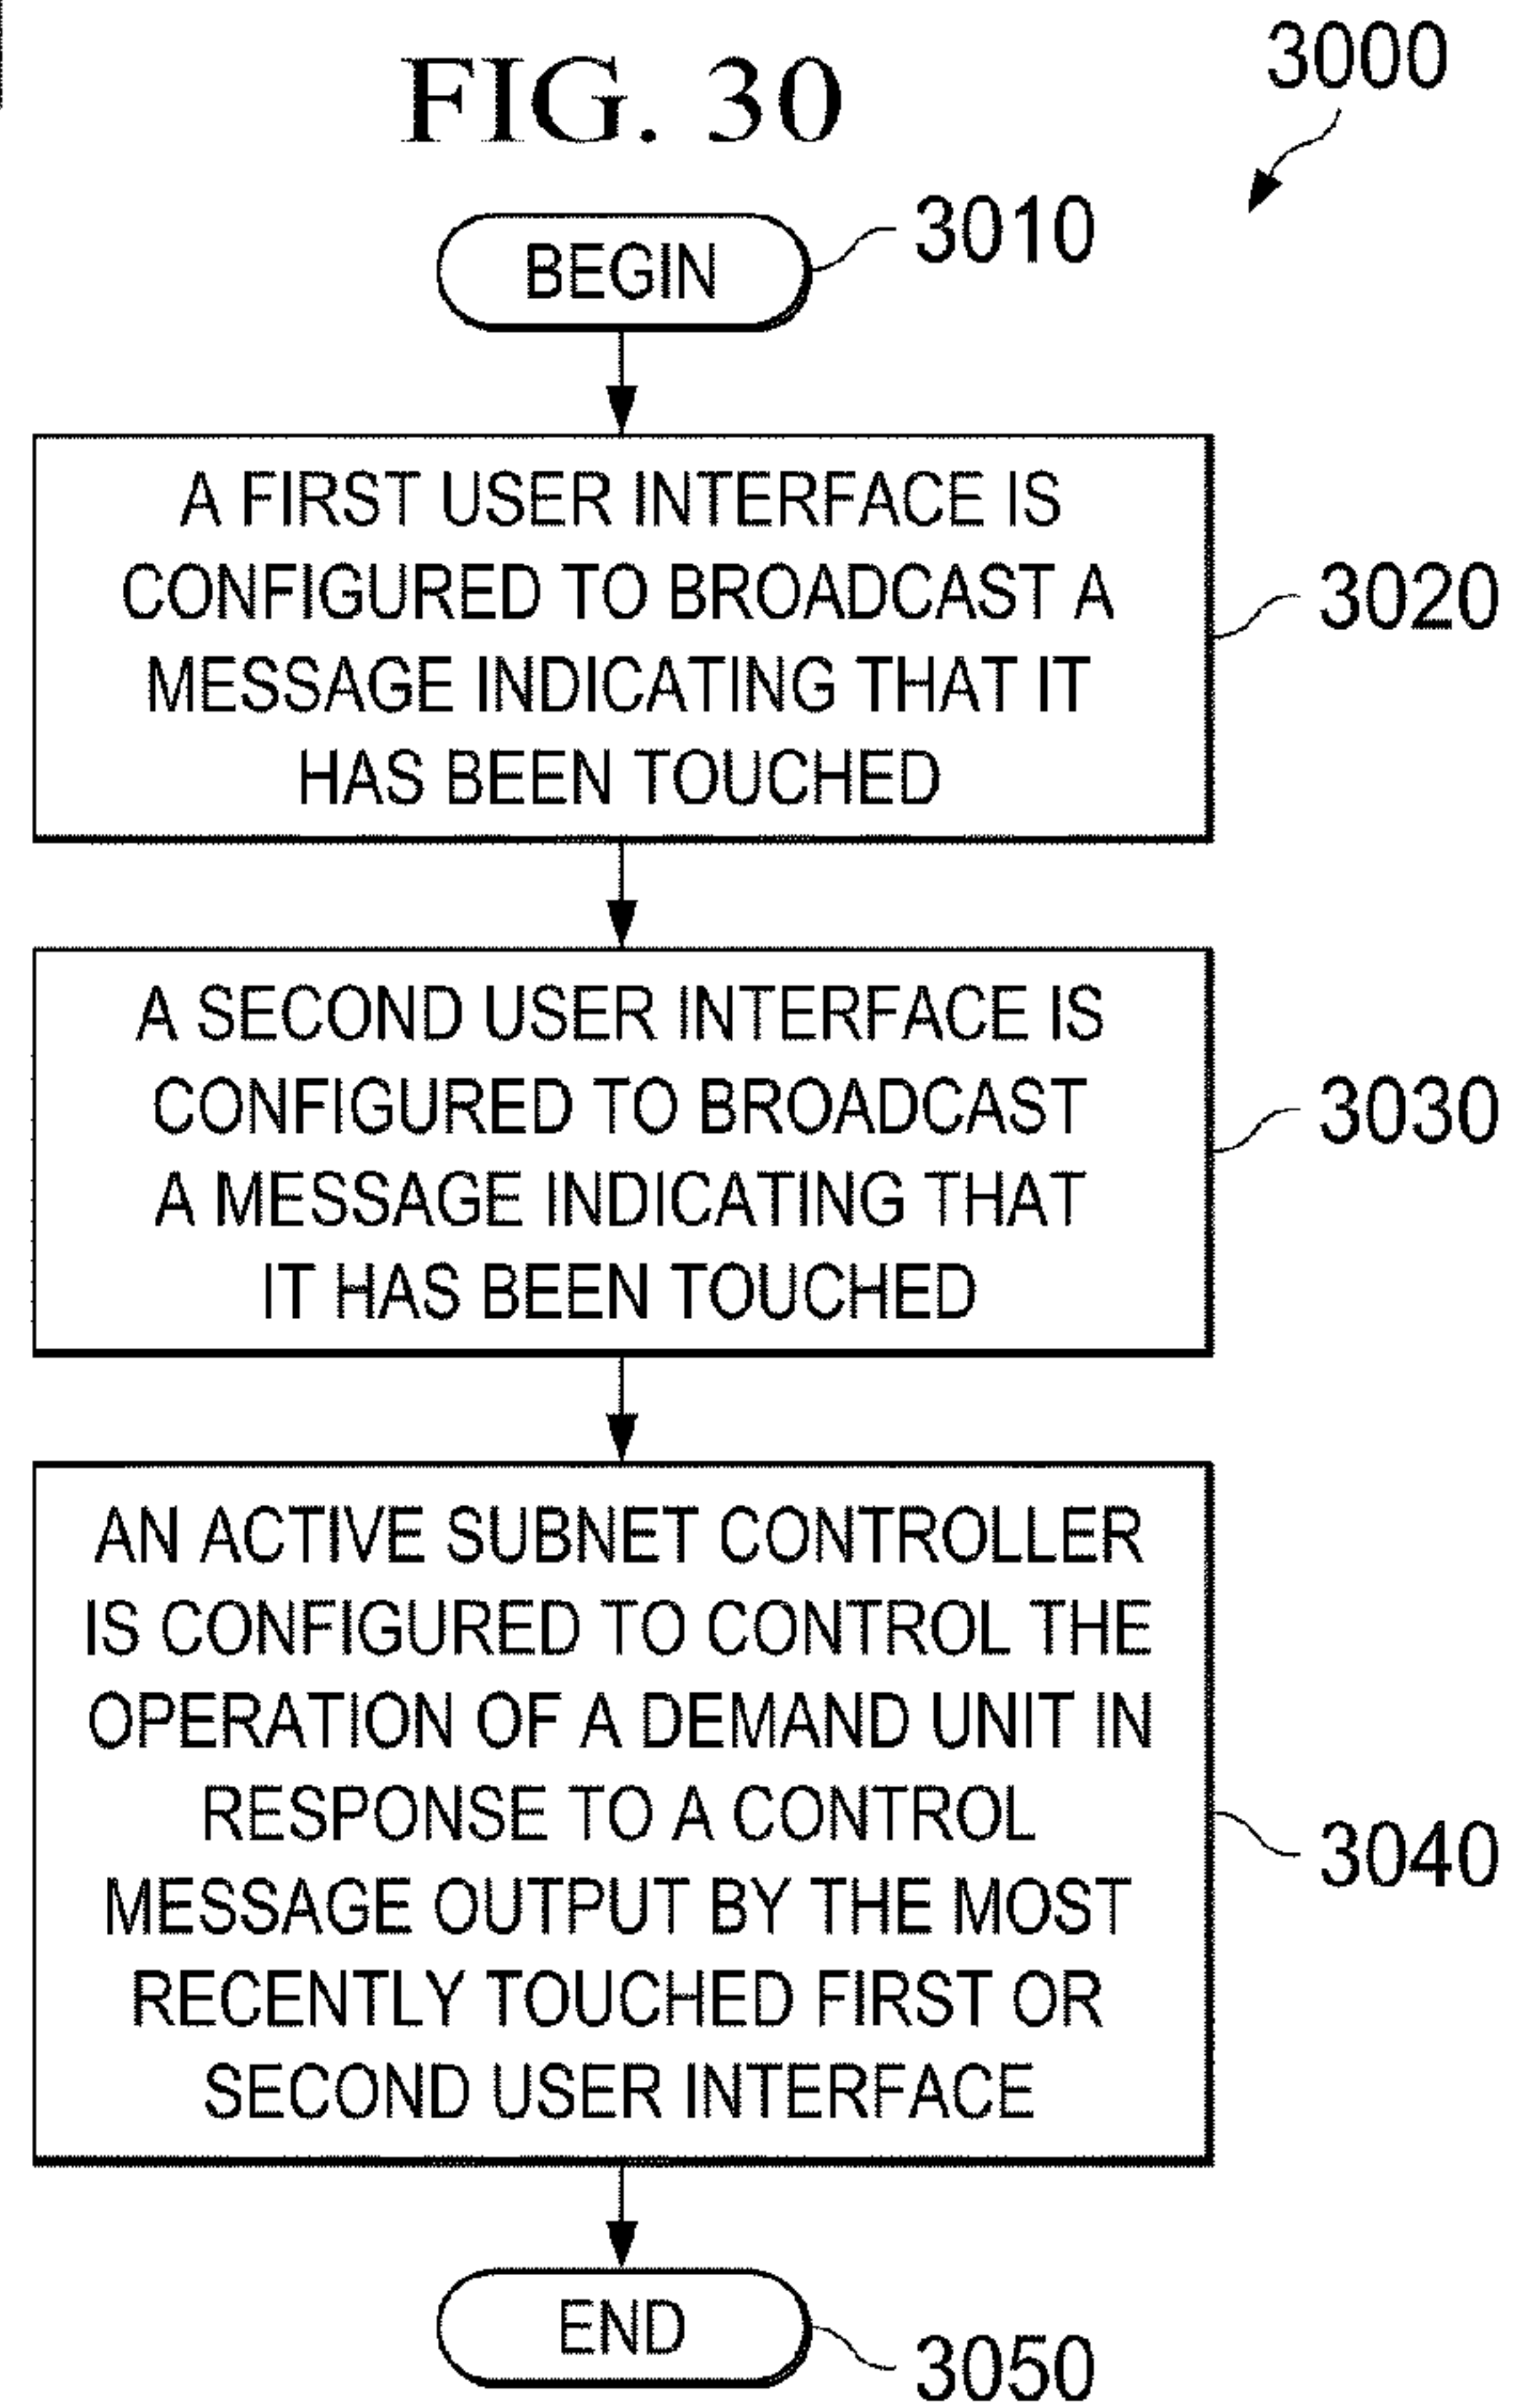 FIG. 30
3000
BEGIN
3010
A FIRST USER INTERFACE IS
CONFIGURED TO BROADCAST A
MESSAGE INDICATING THAT IT
HAS BEEN TOUCHED
3020
A SECOND USER INTERFACE IS
CONFIGURED TO BROADCAST
A MESSAGE INDICATING THAT
IT HAS BEEN TOUCHED
3030
AN ACTIVE SUBNET CONTROLLER
IS CONFIGURED TO CONTROL THE
OPERATION OF A DEMAND UNIT IN
RESPONSE TO A CONTROL
MESSAGE OUTPUT BY THE MOST
RECENTLY TOUCHED FIRST OR
SECOND USER INTERFACE
3040
END
3050